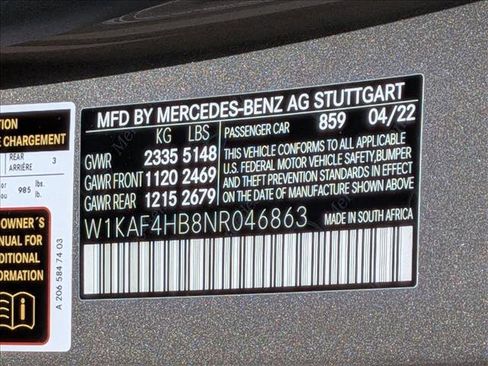 TION
E CHARGEMENT
REAR
ARRIÈRE 3
or
ou 985 lbs.
lb.
OWNER´S
NUAL FOR
DITIONAL
ORMATION
A 206 584 74 03
MFD BY MERCEDES-BENZ AG STUTTGART
KG LBS
GVWR 2335 5148
GAWR FRONT 1120 2469
GAWR REAR 1215 2679
PASSENGER CAR 859 04/22
THIS VEHICLE CONFORMS TO ALL APPLICABLE
U.S. FEDERAL MOTOR VEHICLE SAFETY,BUMPER
AND THEFT PREVENTION STANDARDS IN EFFECT
ON THE DATE OF MANUFACTURE SHOWN ABOVE
W1KAF4HB8NR046863 MADE IN SOUTH AFRICA